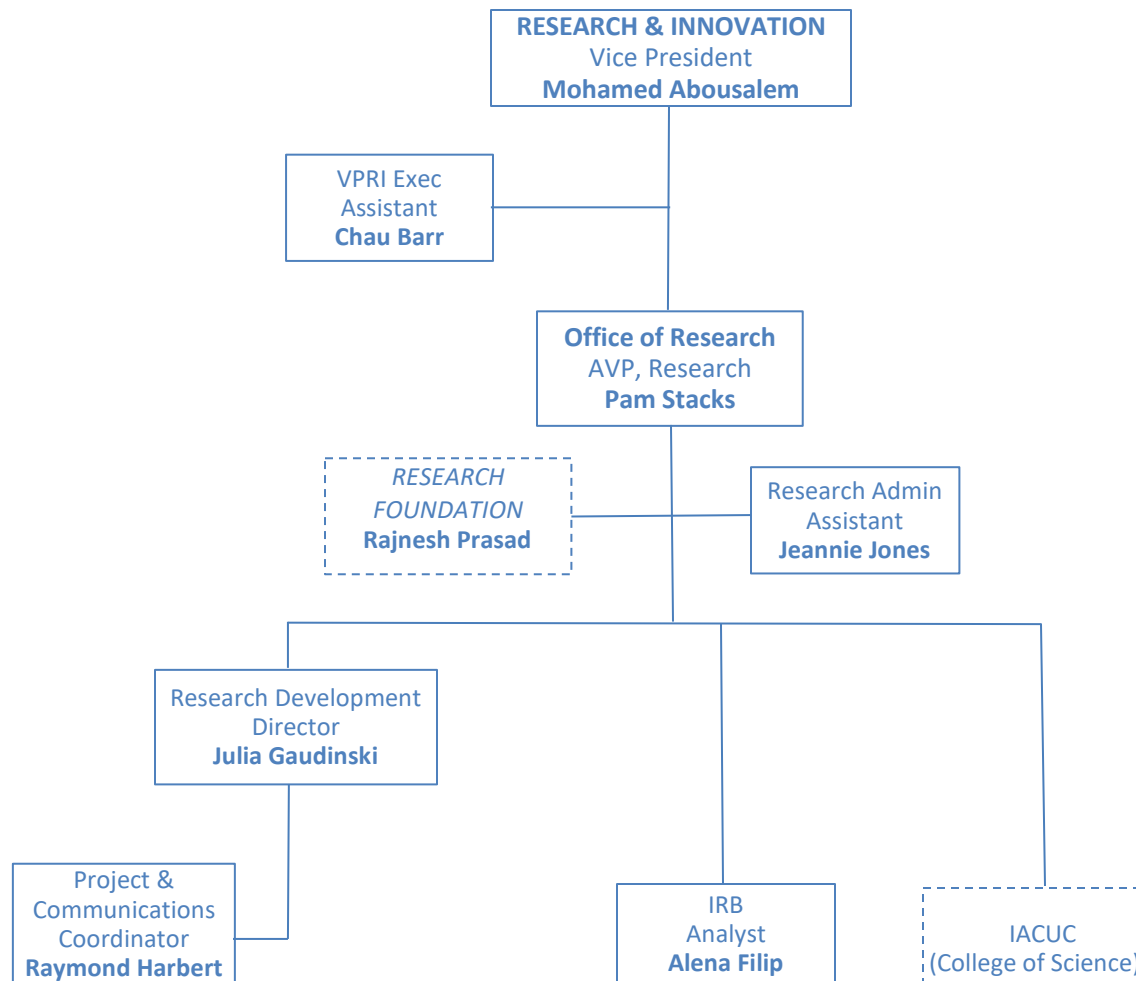 RESEARCH & INNOVATION
Vice President
Mohamed Abousalem
VPRI Exec
Assistant
Chau Barr
Office of Research
AVP, Research
Pam Stacks
RESEARCH
FOUNDATION
Rajnesh Prasad
Research Admin
Assistant
Jeannie Jones
Research Development
Director
Julia Gaudinski
Project &
Communications
Coordinator
Raymond Harbert
IRB
Analyst
Alena Filip
IACUC
(College of Science)